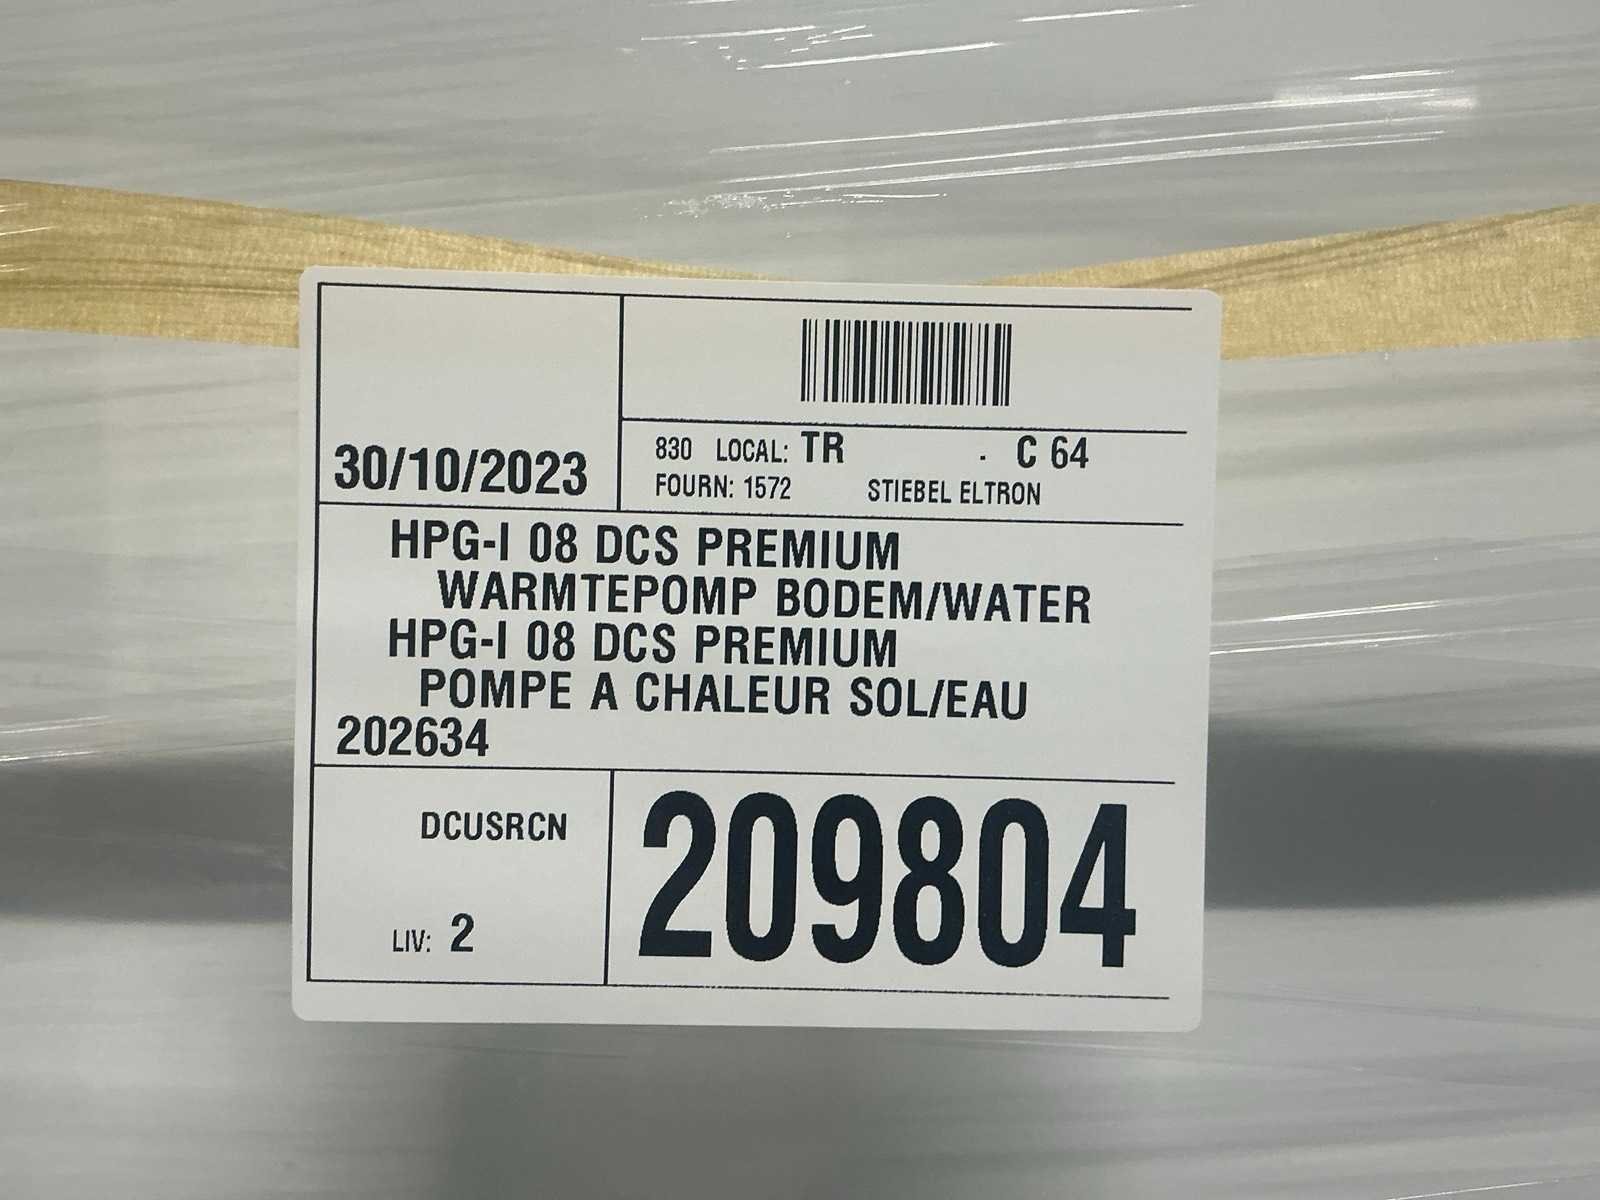 30/10/2023
830 LOCAL: TR . C 64
FOURN: 1572 STIEBEL ELTRON
HPG-I 08 DCS PREMIUM
WARMTEPOMP BODEM/WATER
HPG-I 08 DCS PREMIUM
POMPE A CHALEUR SOL/EAU
202634
DCUSRCN
LIV: 2
209804